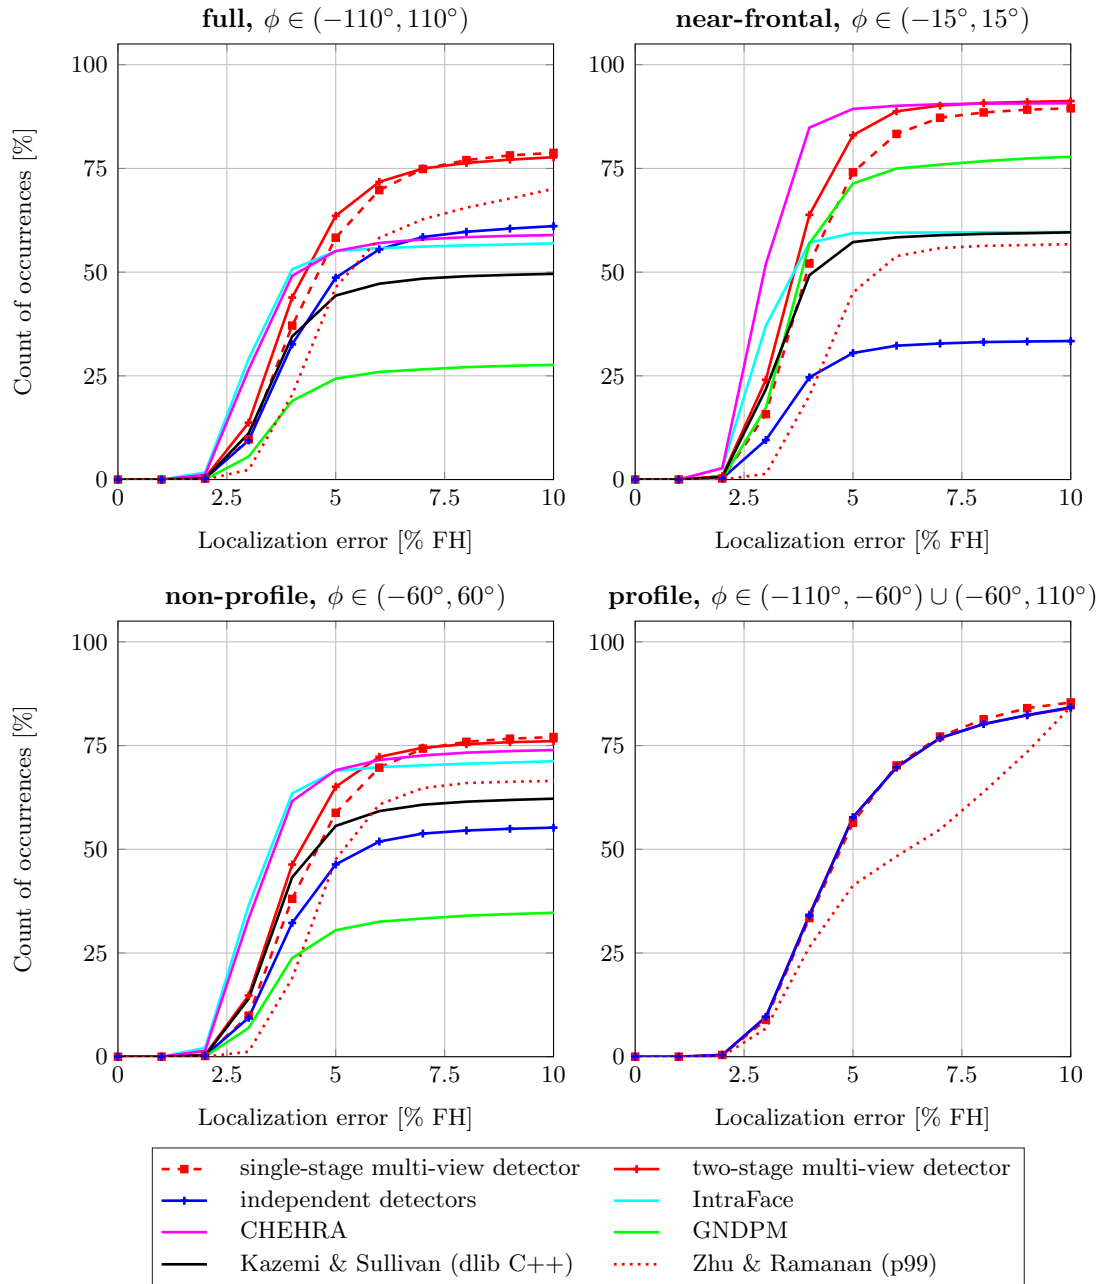 full, ϕ ∈ (−110°, 110°)
near-frontal, ϕ ∈ (−15°, 15°)
Count of occurrences [%]
100
75
50
25
0
0 2.5 5 7.5 10
Localization error [% FH]
100
75
50
25
0
0 2.5 5 7.5 10
Localization error [% FH]
non-profile, ϕ ∈ (−60°, 60°)
profile, ϕ ∈ (−110°, −60°) ∪ (−60°, 110°)
Count of occurrences [%]
100
75
50
25
0
0 2.5 5 7.5 10
Localization error [% FH]
100
75
50
25
0
0 2.5 5 7.5 10
Localization error [% FH]
single-stage multi-view detector
two-stage multi-view detector
independent detectors
IntraFace
CHEHRA
GNDPM
Kazemi & Sullivan (dlib C++)
Zhu & Ramanan (p99)